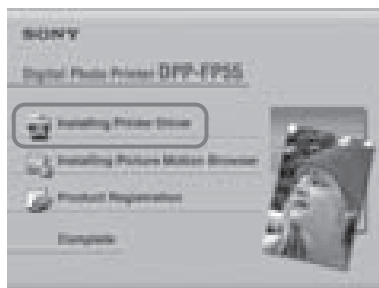 SONY
Digital Photo Printer DPP-FP55
Installing Printer Driver
Installing Picture Motion Browser
Product Registration
Complete